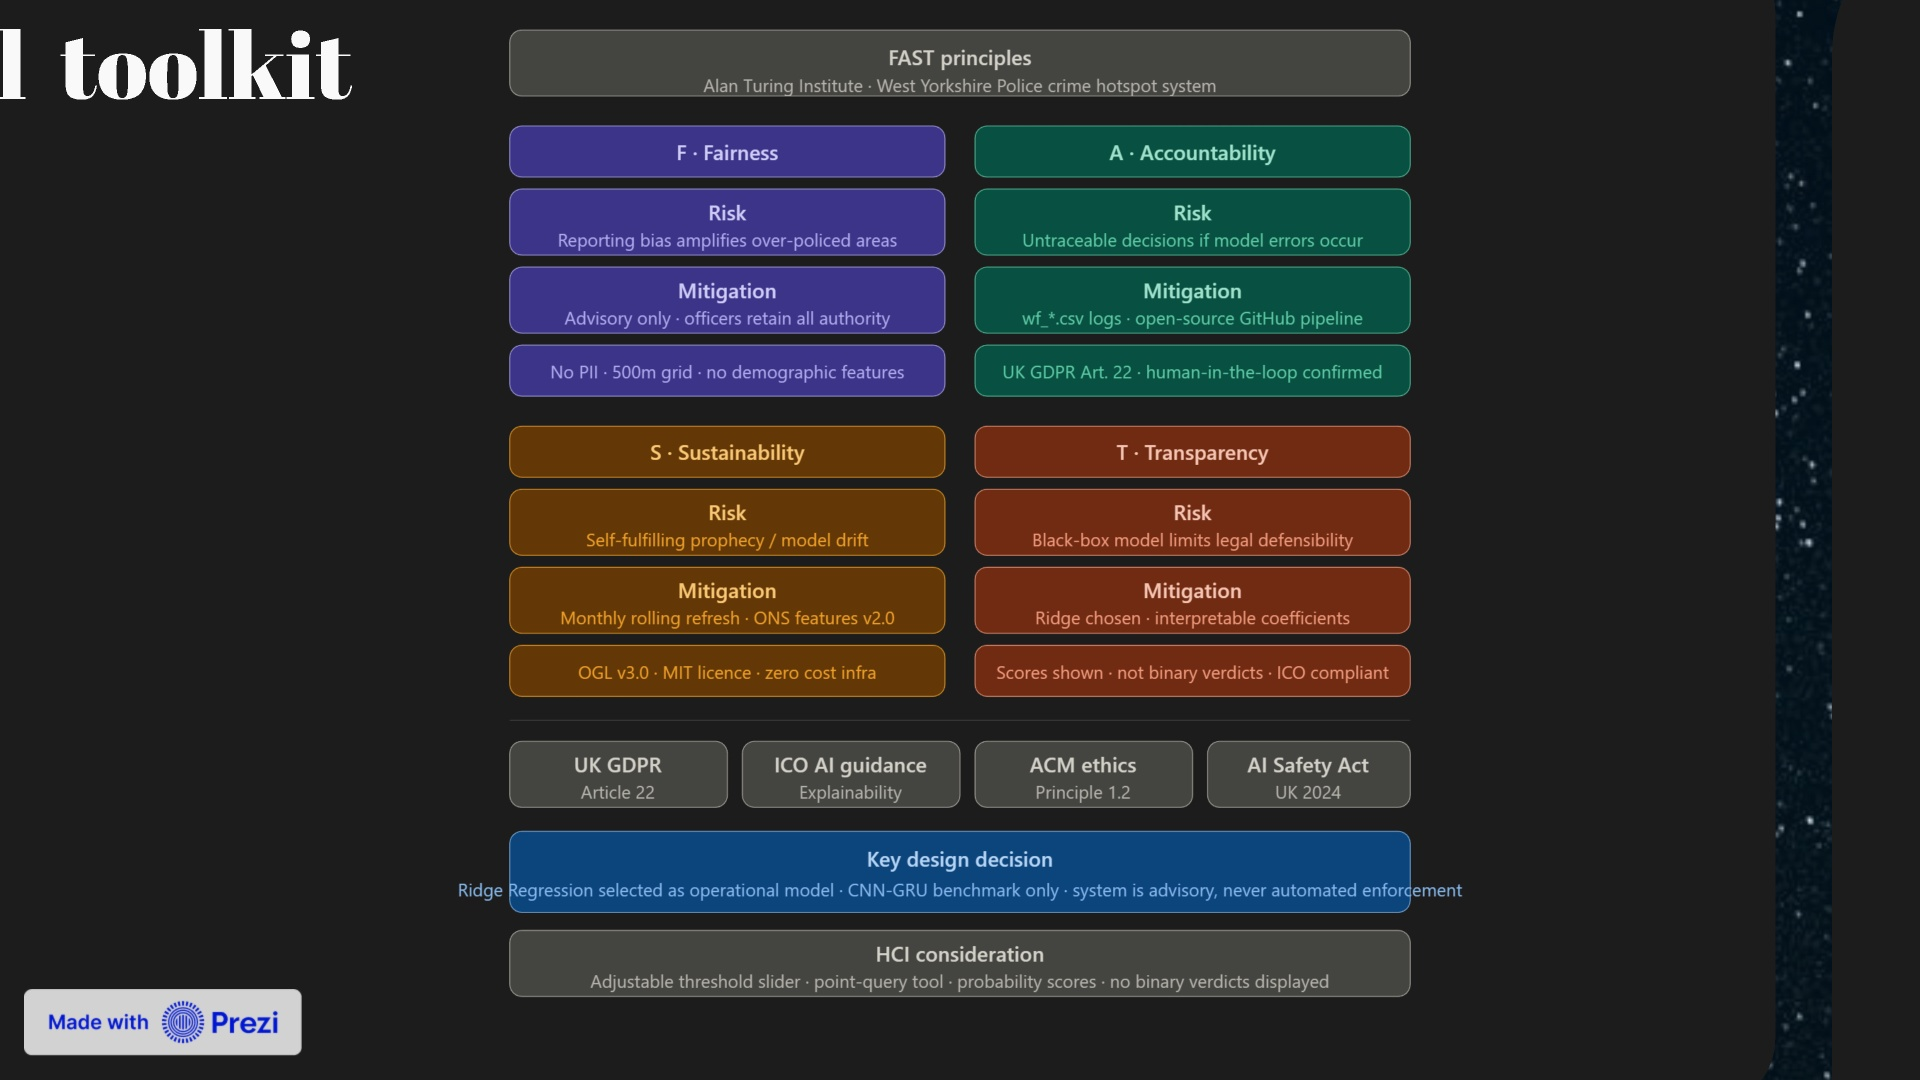 l toolkit
FAST principles
Alan Turing Institute · West Yorkshire Police crime hotspot system
F · Fairness
Risk
Reporting bias amplifies over-policed areas
Mitigation
Advisory only · officers retain all authority
No PII · 500m grid · no demographic features
A · Accountability
Risk
Untraceable decisions if model errors occur
Mitigation
wf_*.csv logs · open-source GitHub pipeline
UK GDPR Art. 22 · human-in-the-loop confirmed
S · Sustainability
Risk
Self-fulfilling prophecy / model drift
Mitigation
Monthly rolling refresh · ONS features v2.0
OGL v3.0 · MIT licence · zero cost infra
T · Transparency
Risk
Black-box model limits legal defensibility
Mitigation
Ridge chosen · interpretable coefficients
Scores shown · not binary verdicts · ICO compliant
UK GDPR
Article 22
ICO AI guidance
Explainability
ACM ethics
Principle 1.2
AI Safety Act
UK 2024
Key design decision
Ridge Regression selected as operational model · CNN-GRU benchmark only · system is advisory, never automated enforcement
HCI consideration
Adjustable threshold slider · point-query tool · probability scores · no binary verdicts displayed
Made with Prezi